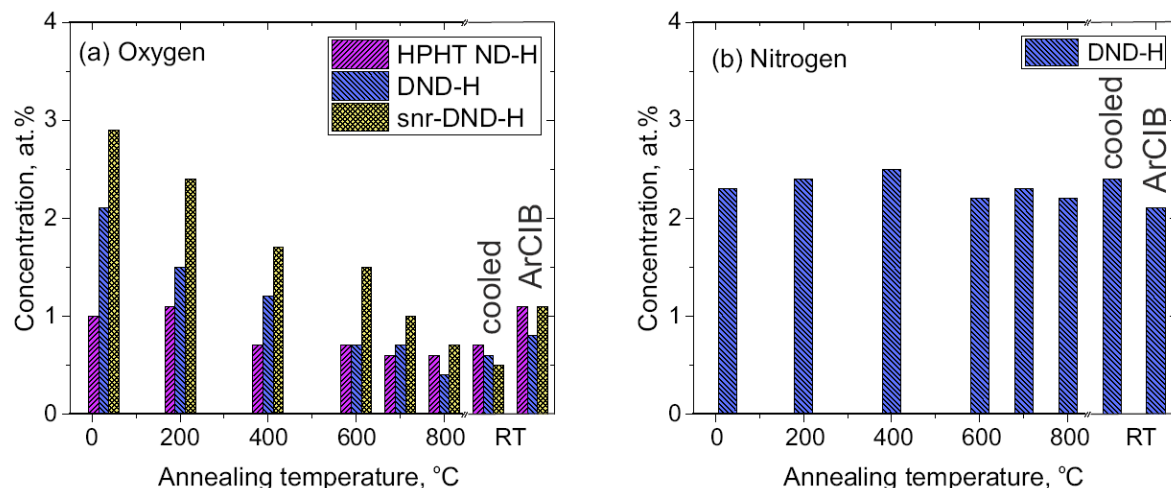 (a) Oxygen
HPHT ND-H
DND-H
snr-DND-H
cooled
ArCIB
Concentration, at.%
4
3
2
1
0
0 200 400 600 800 RT
Annealing temperature, °C
(b) Nitrogen
DND-H
cooled
ArCIB
Concentration, at.%
4
3
2
1
0
0 200 400 600 800 RT
Annealing temperature, °C